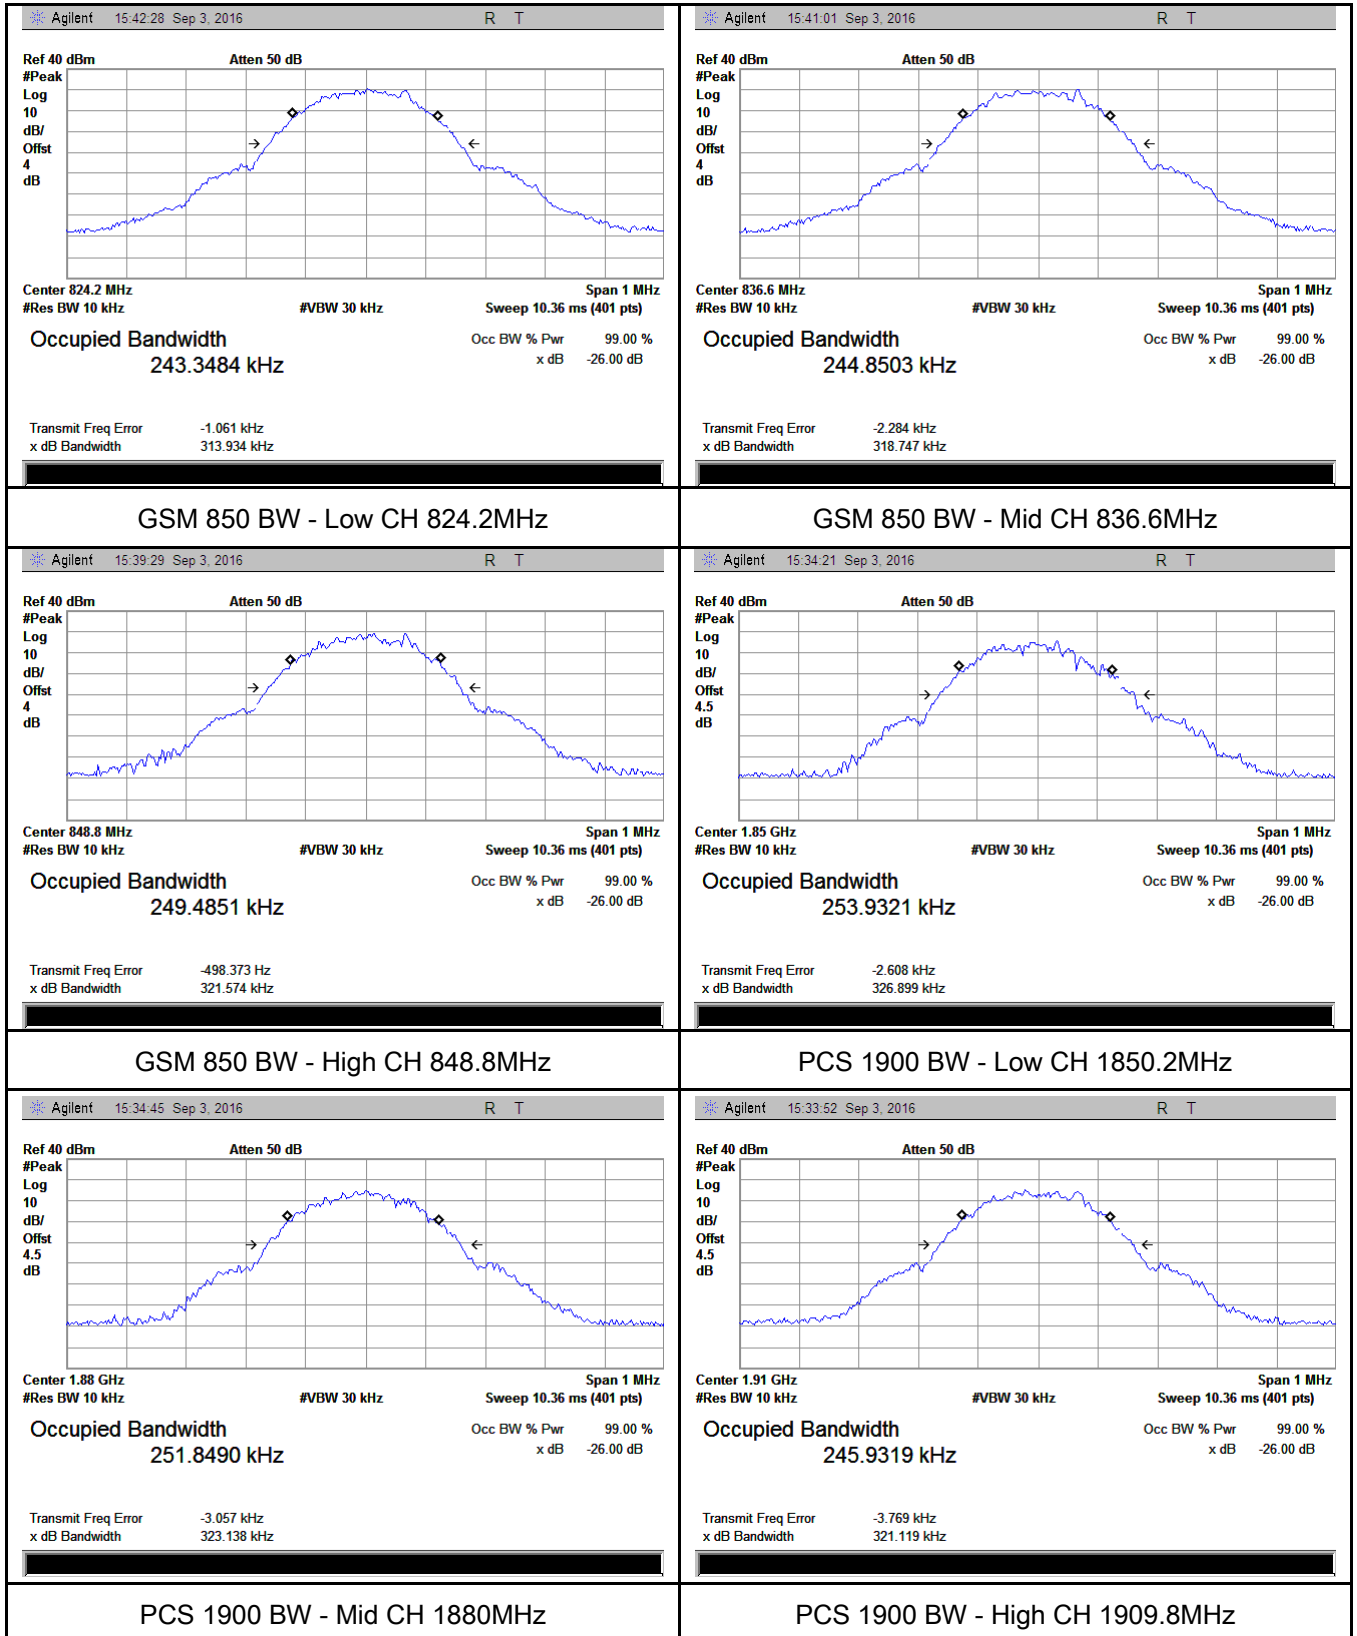 Agilent 15:42:28 Sep 3, 2016 R T
Ref 40 dBm Atten 50 dB
#Peak
Log
10
dB/
Offst
4
dB
Center 824.2 MHz Span 1 MHz
#Res BW 10 kHz #VBW 30 kHz Sweep 10.36 ms (401 pts)
Occupied Bandwidth Occ BW % Pwr 99.00 %
243.3484 kHz x dB -26.00 dB
Transmit Freq Error -1.061 kHz
x dB Bandwidth 313.934 kHz
GSM 850 BW - Low CH 824.2MHz
Agilent 15:41:01 Sep 3, 2016 R T
Ref 40 dBm Atten 50 dB
#Peak
Log
10
dB/
Offst
4
dB
Center 836.6 MHz Span 1 MHz
#Res BW 10 kHz #VBW 30 kHz Sweep 10.36 ms (401 pts)
Occupied Bandwidth Occ BW % Pwr 99.00 %
244.8503 kHz x dB -26.00 dB
Transmit Freq Error -2.284 kHz
x dB Bandwidth 318.747 kHz
GSM 850 BW - Mid CH 836.6MHz
Agilent 15:39:29 Sep 3, 2016 R T
Ref 40 dBm Atten 50 dB
#Peak
Log
10
dB/
Offst
4
dB
Center 848.8 MHz Span 1 MHz
#Res BW 10 kHz #VBW 30 kHz Sweep 10.36 ms (401 pts)
Occupied Bandwidth Occ BW % Pwr 99.00 %
249.4851 kHz x dB -26.00 dB
Transmit Freq Error -498.373 Hz
x dB Bandwidth 321.574 kHz
GSM 850 BW - High CH 848.8MHz
Agilent 15:34:21 Sep 3, 2016 R T
Ref 40 dBm Atten 50 dB
#Peak
Log
10
dB/
Offst
4.5
dB
Center 1.85 GHz Span 1 MHz
#Res BW 10 kHz #VBW 30 kHz Sweep 10.36 ms (401 pts)
Occupied Bandwidth Occ BW % Pwr 99.00 %
253.9321 kHz x dB -26.00 dB
Transmit Freq Error -2.608 kHz
x dB Bandwidth 326.899 kHz
PCS 1900 BW - Low CH 1850.2MHz
Agilent 15:34:45 Sep 3, 2016 R T
Ref 40 dBm Atten 50 dB
#Peak
Log
10
dB/
Offst
4.5
dB
Center 1.88 GHz Span 1 MHz
#Res BW 10 kHz #VBW 30 kHz Sweep 10.36 ms (401 pts)
Occupied Bandwidth Occ BW % Pwr 99.00 %
251.8490 kHz x dB -26.00 dB
Transmit Freq Error -3.057 kHz
x dB Bandwidth 323.138 kHz
PCS 1900 BW - Mid CH 1880MHz
Agilent 15:33:52 Sep 3, 2016 R T
Ref 40 dBm Atten 50 dB
#Peak
Log
10
dB/
Offst
4.5
dB
Center 1.91 GHz Span 1 MHz
#Res BW 10 kHz #VBW 30 kHz Sweep 10.36 ms (401 pts)
Occupied Bandwidth Occ BW % Pwr 99.00 %
245.9319 kHz x dB -26.00 dB
Transmit Freq Error -3.769 kHz
x dB Bandwidth 321.119 kHz
PCS 1900 BW - High CH 1909.8MHz